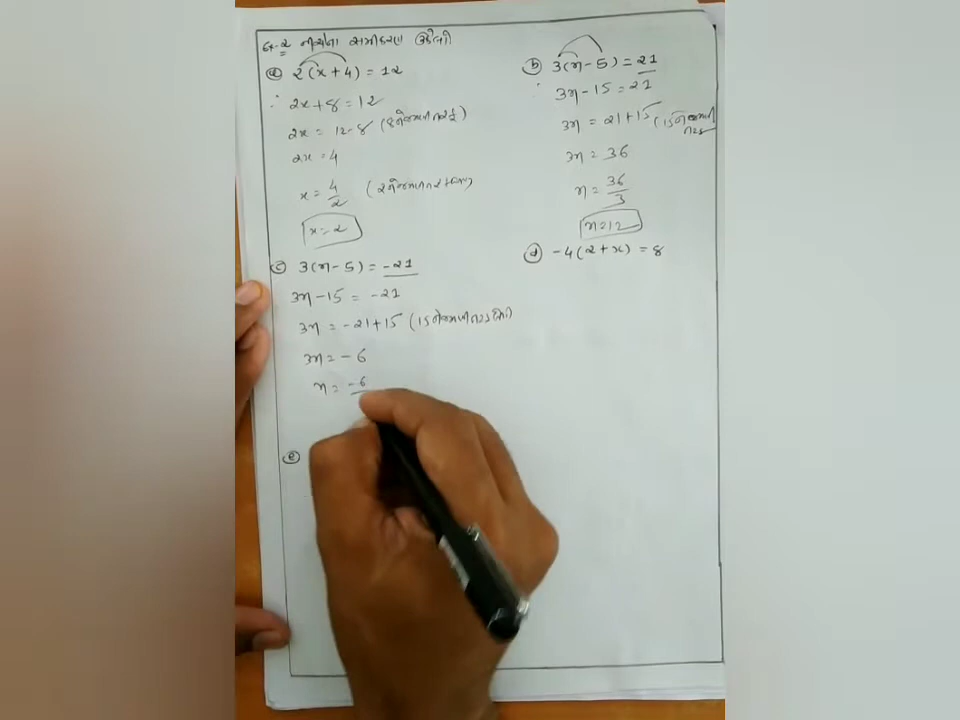 પ્ર-૨ નીચેના સમીકરણ ઉકેલો
(a) 2(x+4) = 12
∴ 2x+8 = 12
2x = 12-8
2x = 4
x = 4/2
x = 2
(b) 3(n-5) = 21
∴ 3n-15 = 21
3n = 21+15
3n = 36
n = 36/3
n = 12
(c) 3(n-5) = -21
3n-15 = -21
3n = -21+15
3n = -6
n = -6
(d) -4(2+x) = 8
(e)